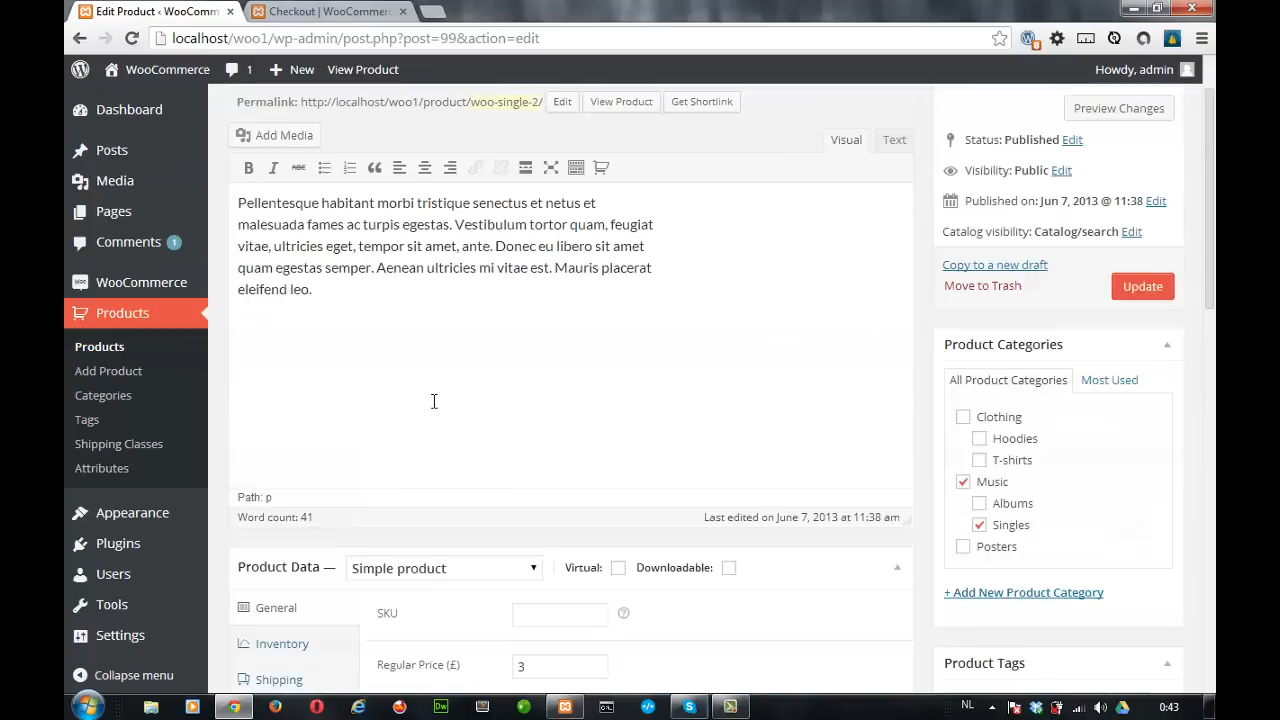 Edit Product ‹ WooComm
Checkout | WooCommerc
localhost/woo1/wp-admin/post.php?post=99&action=edit
WooCommerce
1
New
View Product
Howdy, admin
Dashboard
Posts
Media
Pages
Comments 1
WooCommerce
Products
Products
Add Product
Categories
Tags
Shipping Classes
Attributes
Appearance
Plugins
Users
Tools
Settings
Collapse menu
Permalink: http://localhost/woo1/product/woo-single-2/
Edit
View Product
Get Shortlink
Add Media
Visual
Text
B I ABC
Pellentesque habitant morbi tristique senectus et netus et
malesuada fames ac turpis egestas. Vestibulum tortor quam, feugiat
vitae, ultricies eget, tempor sit amet, ante. Donec eu libero sit amet
quam egestas semper. Aenean ultricies mi vitae est. Mauris placerat
eleifend leo.
Path: p
Word count: 41
Last edited on June 7, 2013 at 11:38 am
Product Data —
Simple product
Virtual:
Downloadable:
General
Inventory
Shipping
SKU
Regular Price (£)
3
Preview Changes
Status: Published Edit
Visibility: Public Edit
Published on: Jun 7, 2013 @ 11:38 Edit
Catalog visibility: Catalog/search Edit
Copy to a new draft
Move to Trash
Update
Product Categories
All Product Categories
Most Used
Clothing
Hoodies
T-shirts
Music
Albums
Singles
Posters
+ Add New Product Category
Product Tags
Dw
NL
0:43